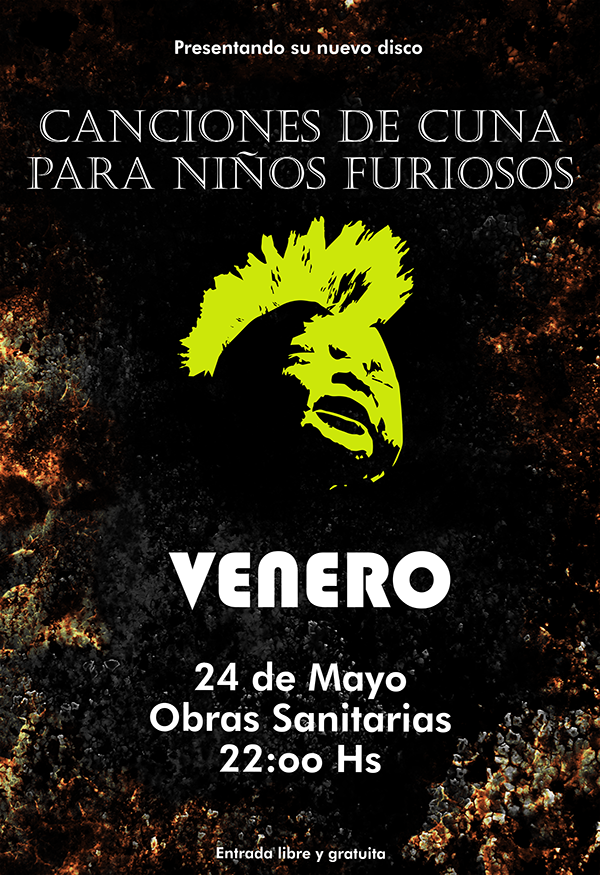 Presentando su nuevo disco
CANCIONES DE CUNA
PARA NIÑOS FURIOSOS
VENERO
24 de Mayo
Obras Sanitarias
22:oo Hs
Entrada libre y gratuita